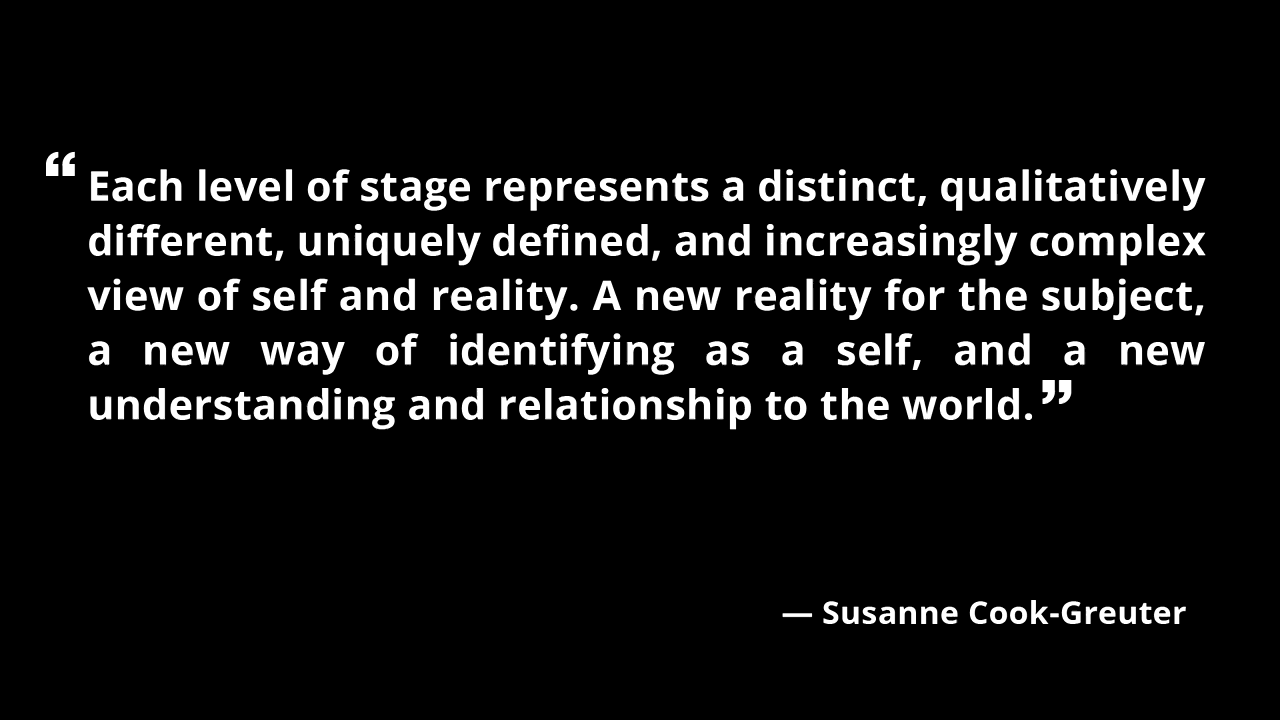 “Each level of stage represents a distinct, qualitatively
different, uniquely defined, and increasingly complex
view of self and reality. A new reality for the subject,
a new way of identifying as a self, and a new
understanding and relationship to the world.”
— Susanne Cook-Greuter